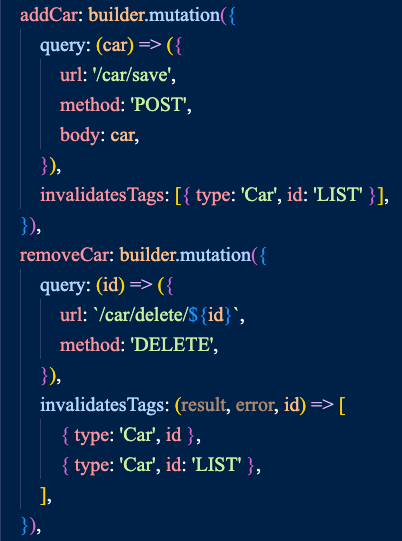 addCar: builder.mutation({
query: (car) => ({
url: '/car/save',
method: 'POST',
body: car,
}),
invalidatesTags: [{ type: 'Car', id: 'LIST' }],
}),
removeCar: builder.mutation({
query: (id) => ({
url: `/car/delete/${id}`,
method: 'DELETE',
}),
invalidatesTags: (result, error, id) => [
{ type: 'Car', id },
{ type: 'Car', id: 'LIST' },
],
}),